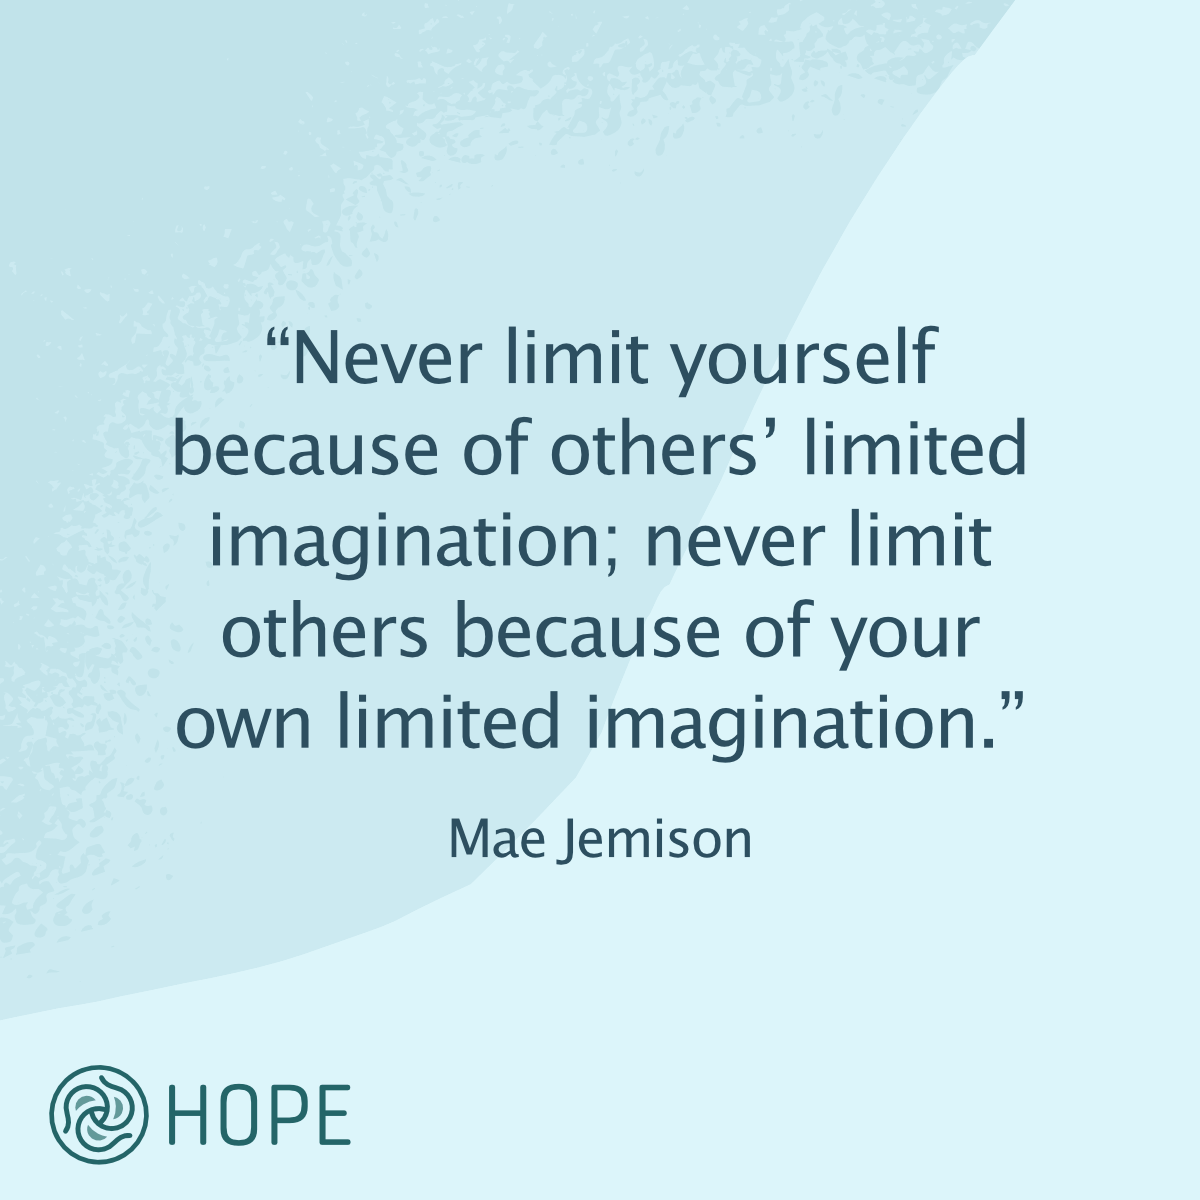 “Never limit yourself
because of others’ limited
imagination; never limit
others because of your
own limited imagination.”
Mae Jemison
HOPE